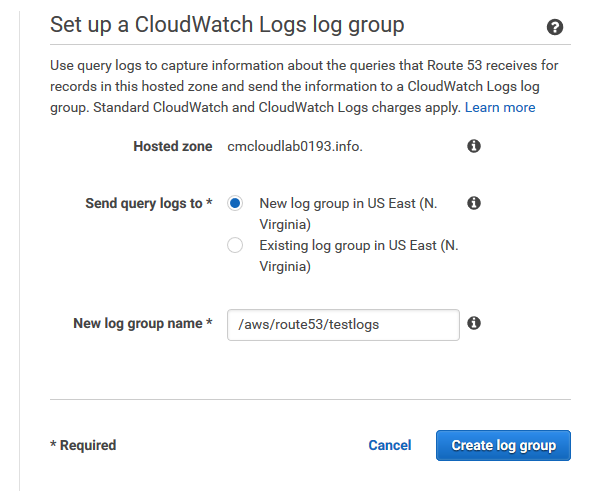 Set up a CloudWatch Logs log group
Use query logs to capture information about the queries that Route 53 receives for
records in this hosted zone and send the information to a CloudWatch Logs log
group. Standard CloudWatch and CloudWatch Logs charges apply. Learn more
Hosted zone cmcloudlab0193.info.
Send query logs to * New log group in US East (N.
Virginia)
Existing log group in US East (N.
Virginia)
New log group name * /aws/route53/testlogs
* Required Cancel Create log group